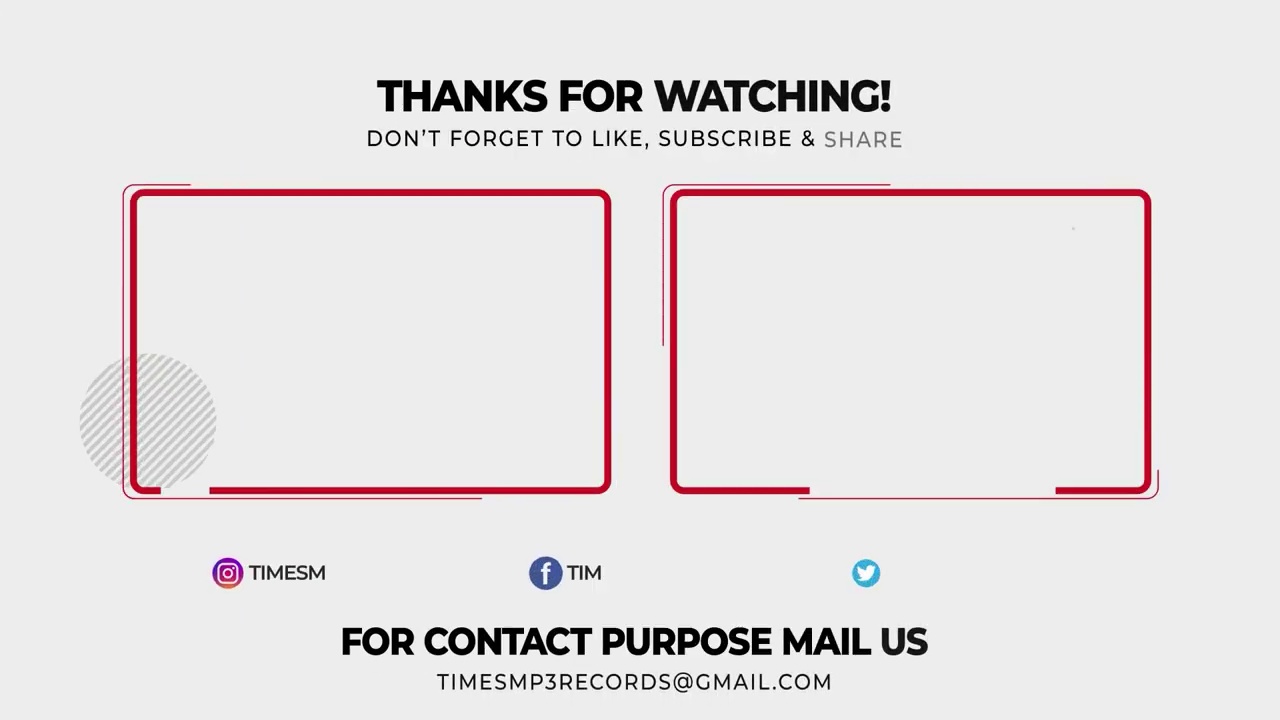 THANKS FOR WATCHING!
DON'T FORGET TO LIKE, SUBSCRIBE & SHARE
TIMESM
TIM
FOR CONTACT PURPOSE MAIL US
TIMESMP3RECORDS@GMAIL.COM